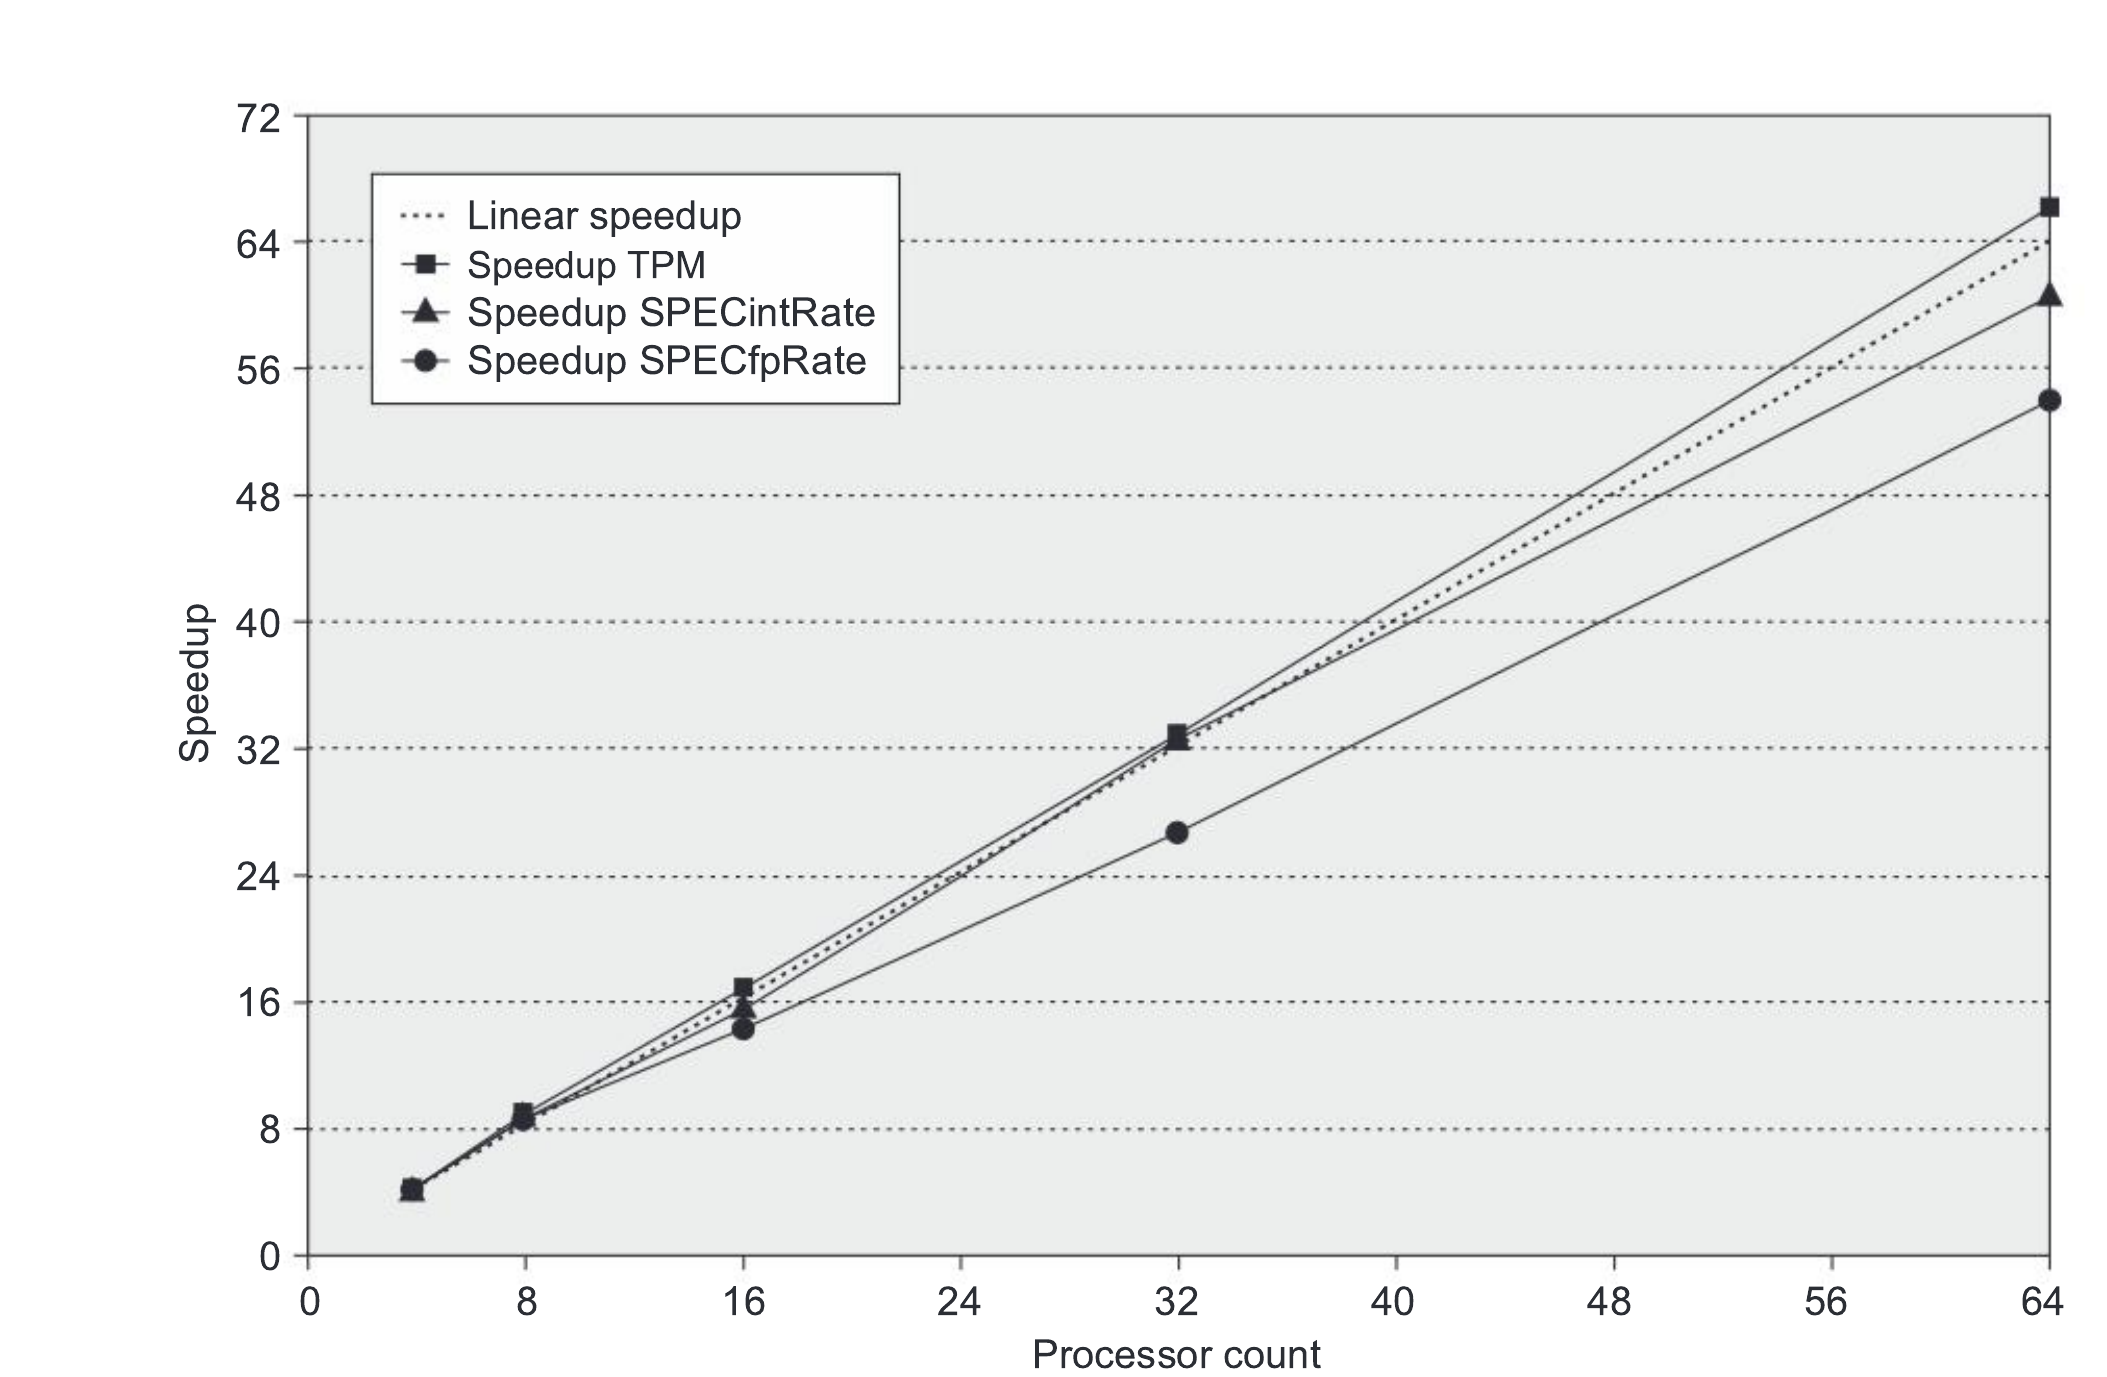 72
64
56
48
40
32
24
16
8
0
Speedup
Linear speedup
Speedup TPM
Speedup SPECintRate
Speedup SPECfpRate
0 8 16 24 32 40 48 56 64
Processor count